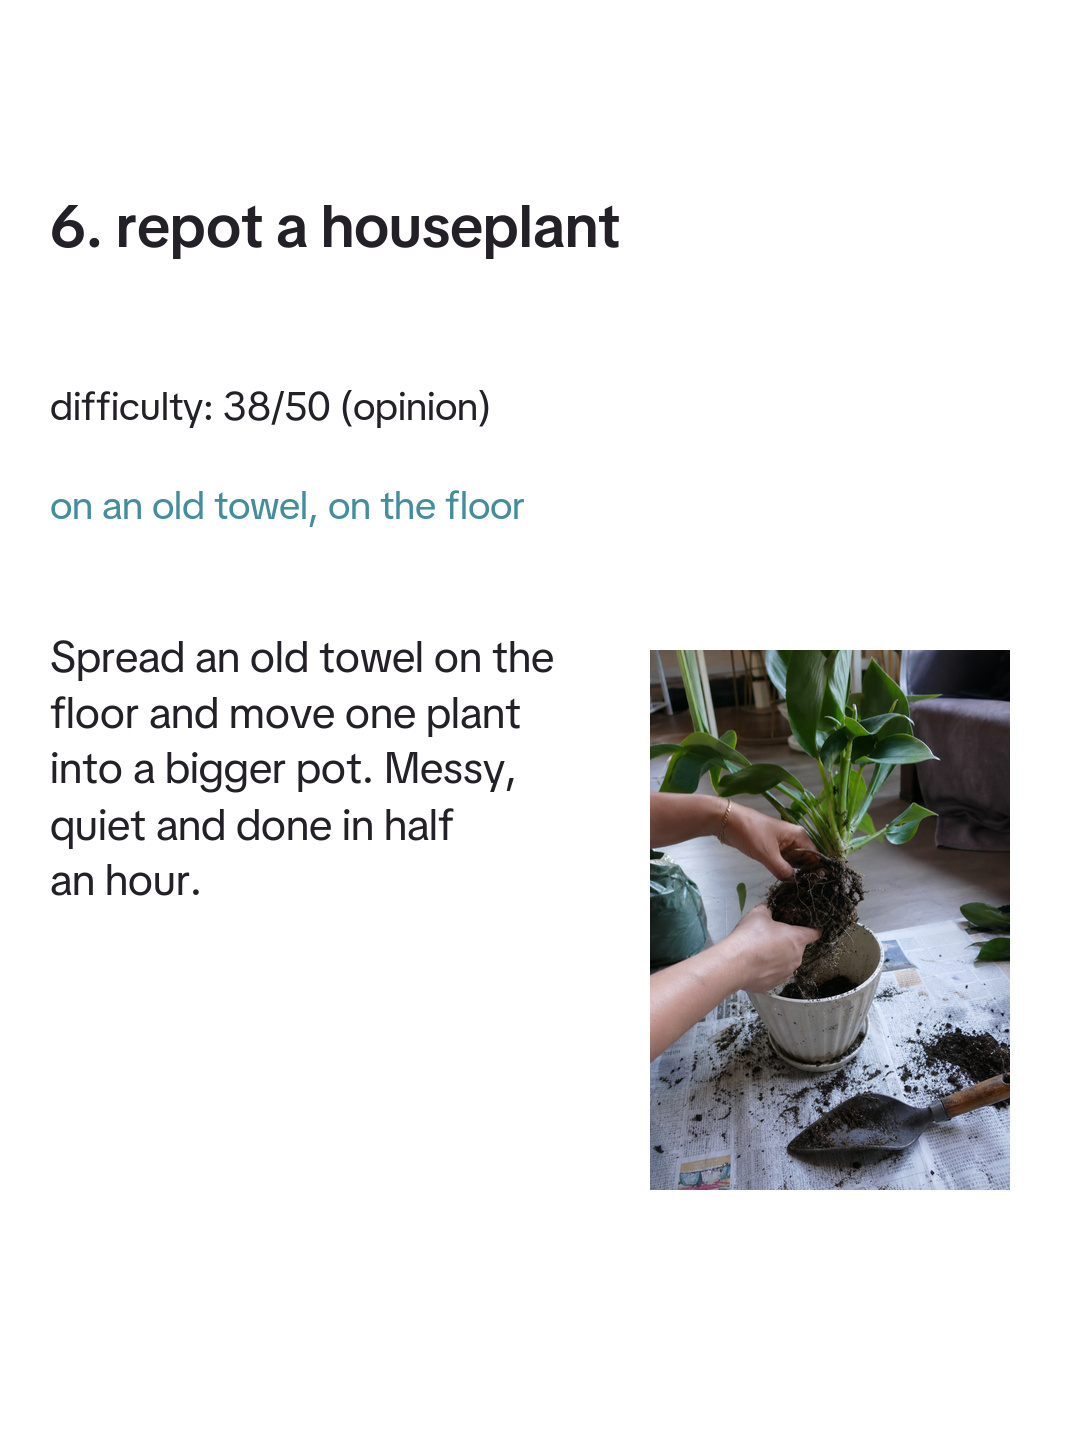 6. repot a houseplant
difficulty: 38/50 (opinion)
on an old towel, on the floor
Spread an old towel on the
floor and move one plant
into a bigger pot. Messy,
quiet and done in half
an hour.